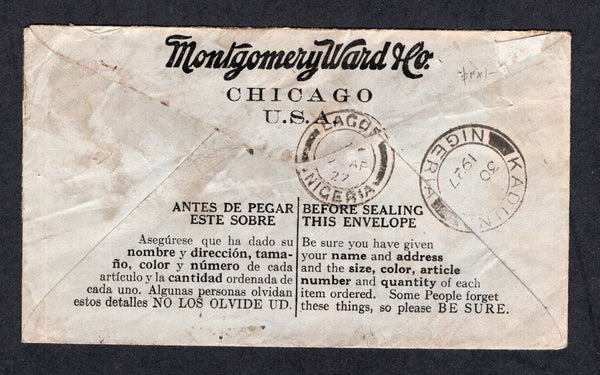 Montgomery Ward & Co.
CHICAGO
U.S.A.
LAGOS
AP
27
NIGERIA
KADUN
30
1927
NIGERIA
ANTES DE PEGAR
ESTE SOBRE
Asegúrese que ha dado su
nombre y dirección, tama-
ño, color y número de cada
artículo y la cantidad ordenada de
cada uno. Algunas personas olvidan
estos detalles NO LOS OLVIDE UD.
BEFORE SEALING
THIS ENVELOPE
Be sure you have given
your name and address
and the size, color, article
number and quantity of each
item ordered. Some People forget
these things, so please BE SURE.